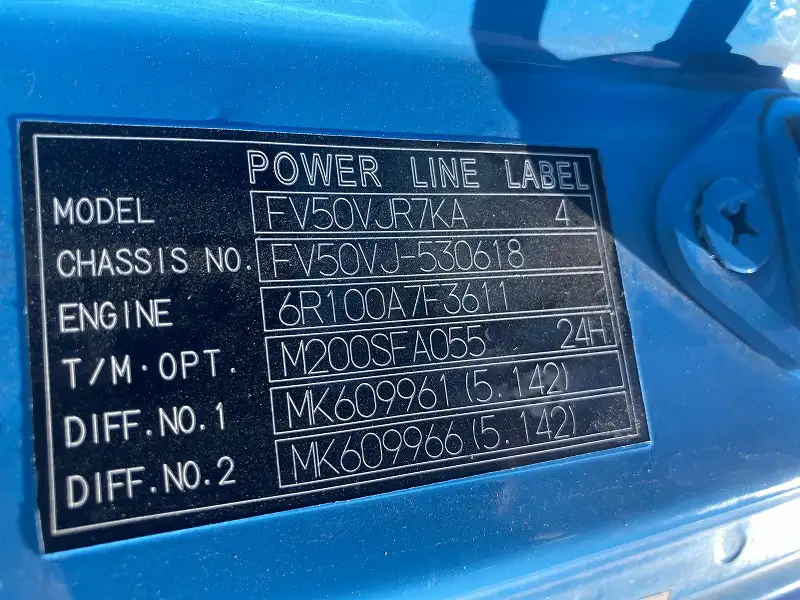 POWER LINE LABEL
MODEL FV50VJR7KA 4
CHASSIS NO. FV50VJ-530618
ENGINE 6R100A7F3611
T/M·OPT. M200SFA055 24H
DIFF.NO.1 MK609961(5.142)
DIFF.NO.2 MK609966(5.142)